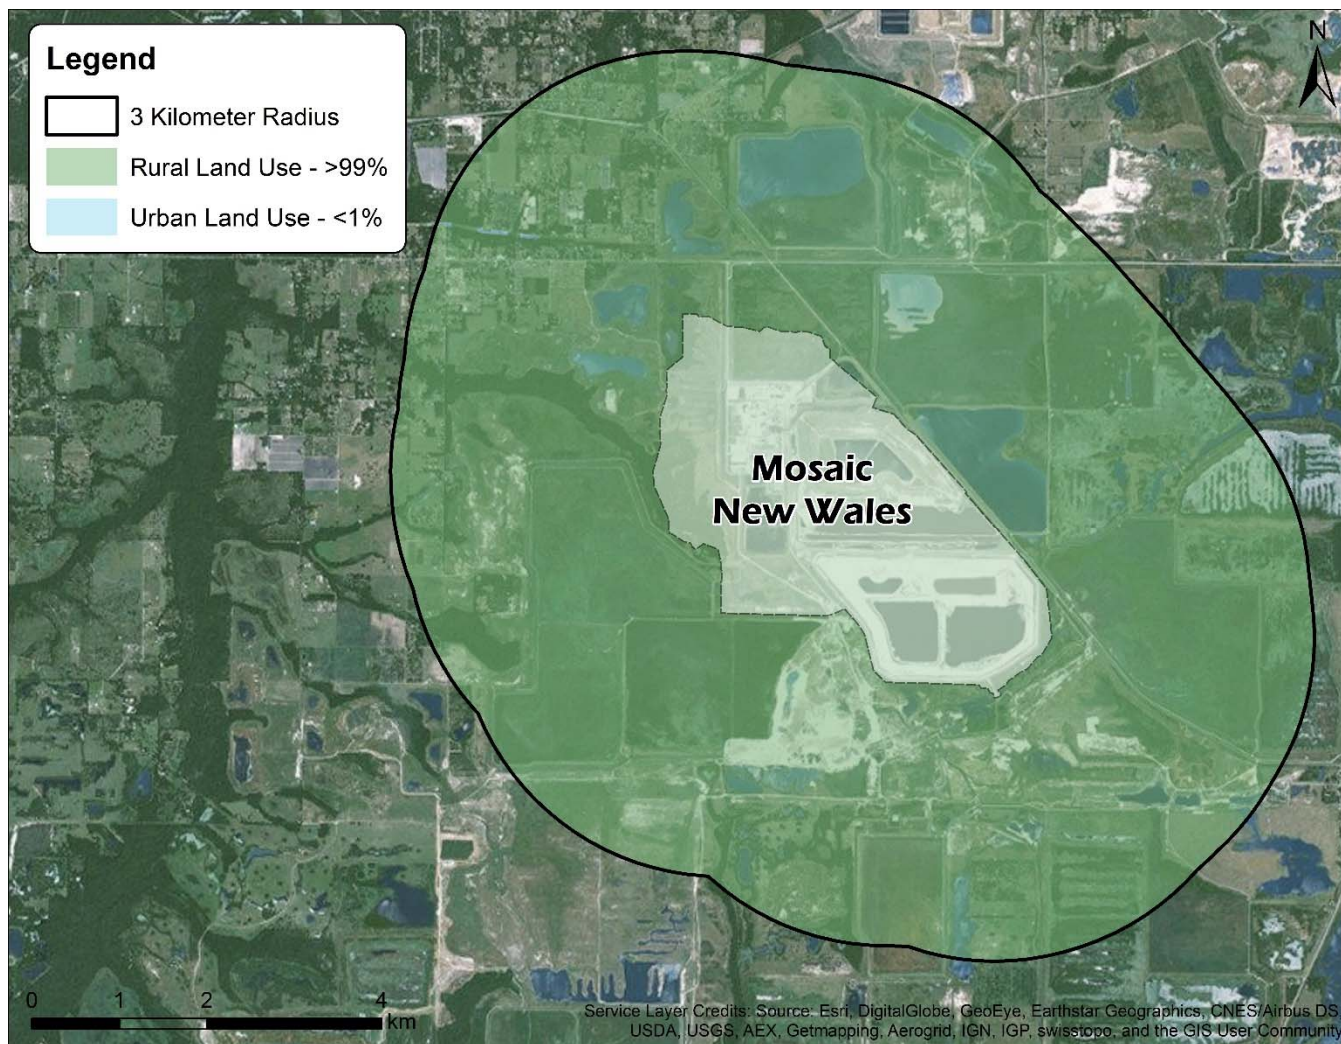 Legend
3 Kilometer Radius
Rural Land Use - >99%
Urban Land Use - <1%
N
Mosaic
New Wales
0 1 2 4
km
Service Layer Credits: Source: Esri, DigitalGlobe, GeoEye, Earthstar Geographics, CNES/Airbus DS,
USDA, USGS, AEX, Getmapping, Aerogrid, IGN, IGP, swisstopo, and the GIS User Community